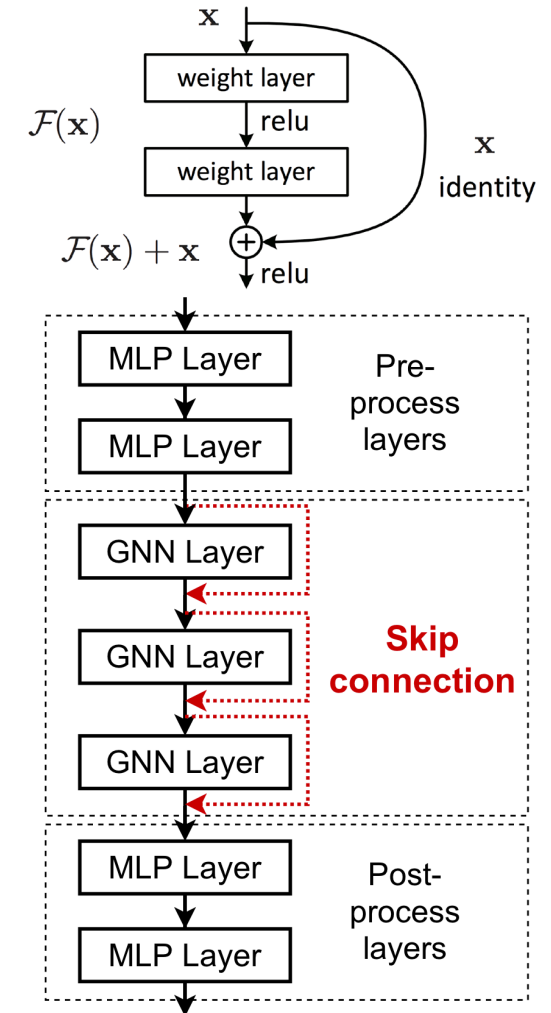 x
weight layer
relu
F(x)
weight layer
x
identity
F(x) + x
relu
MLP Layer
MLP Layer
Pre-
process
layers
GNN Layer
GNN Layer
GNN Layer
Skip
connection
MLP Layer
MLP Layer
Post-
process
layers